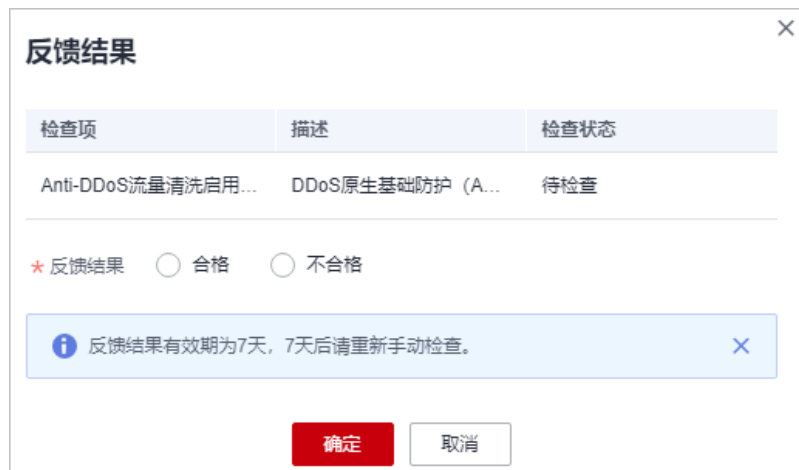 反馈结果
检查项 描述 检查状态
Anti-DDoS流量清洗启用... DDoS原生基础防护（A... 待检查
* 反馈结果 合格 不合格
反馈结果有效期为7天，7天后请重新手动检查。
确定 取消